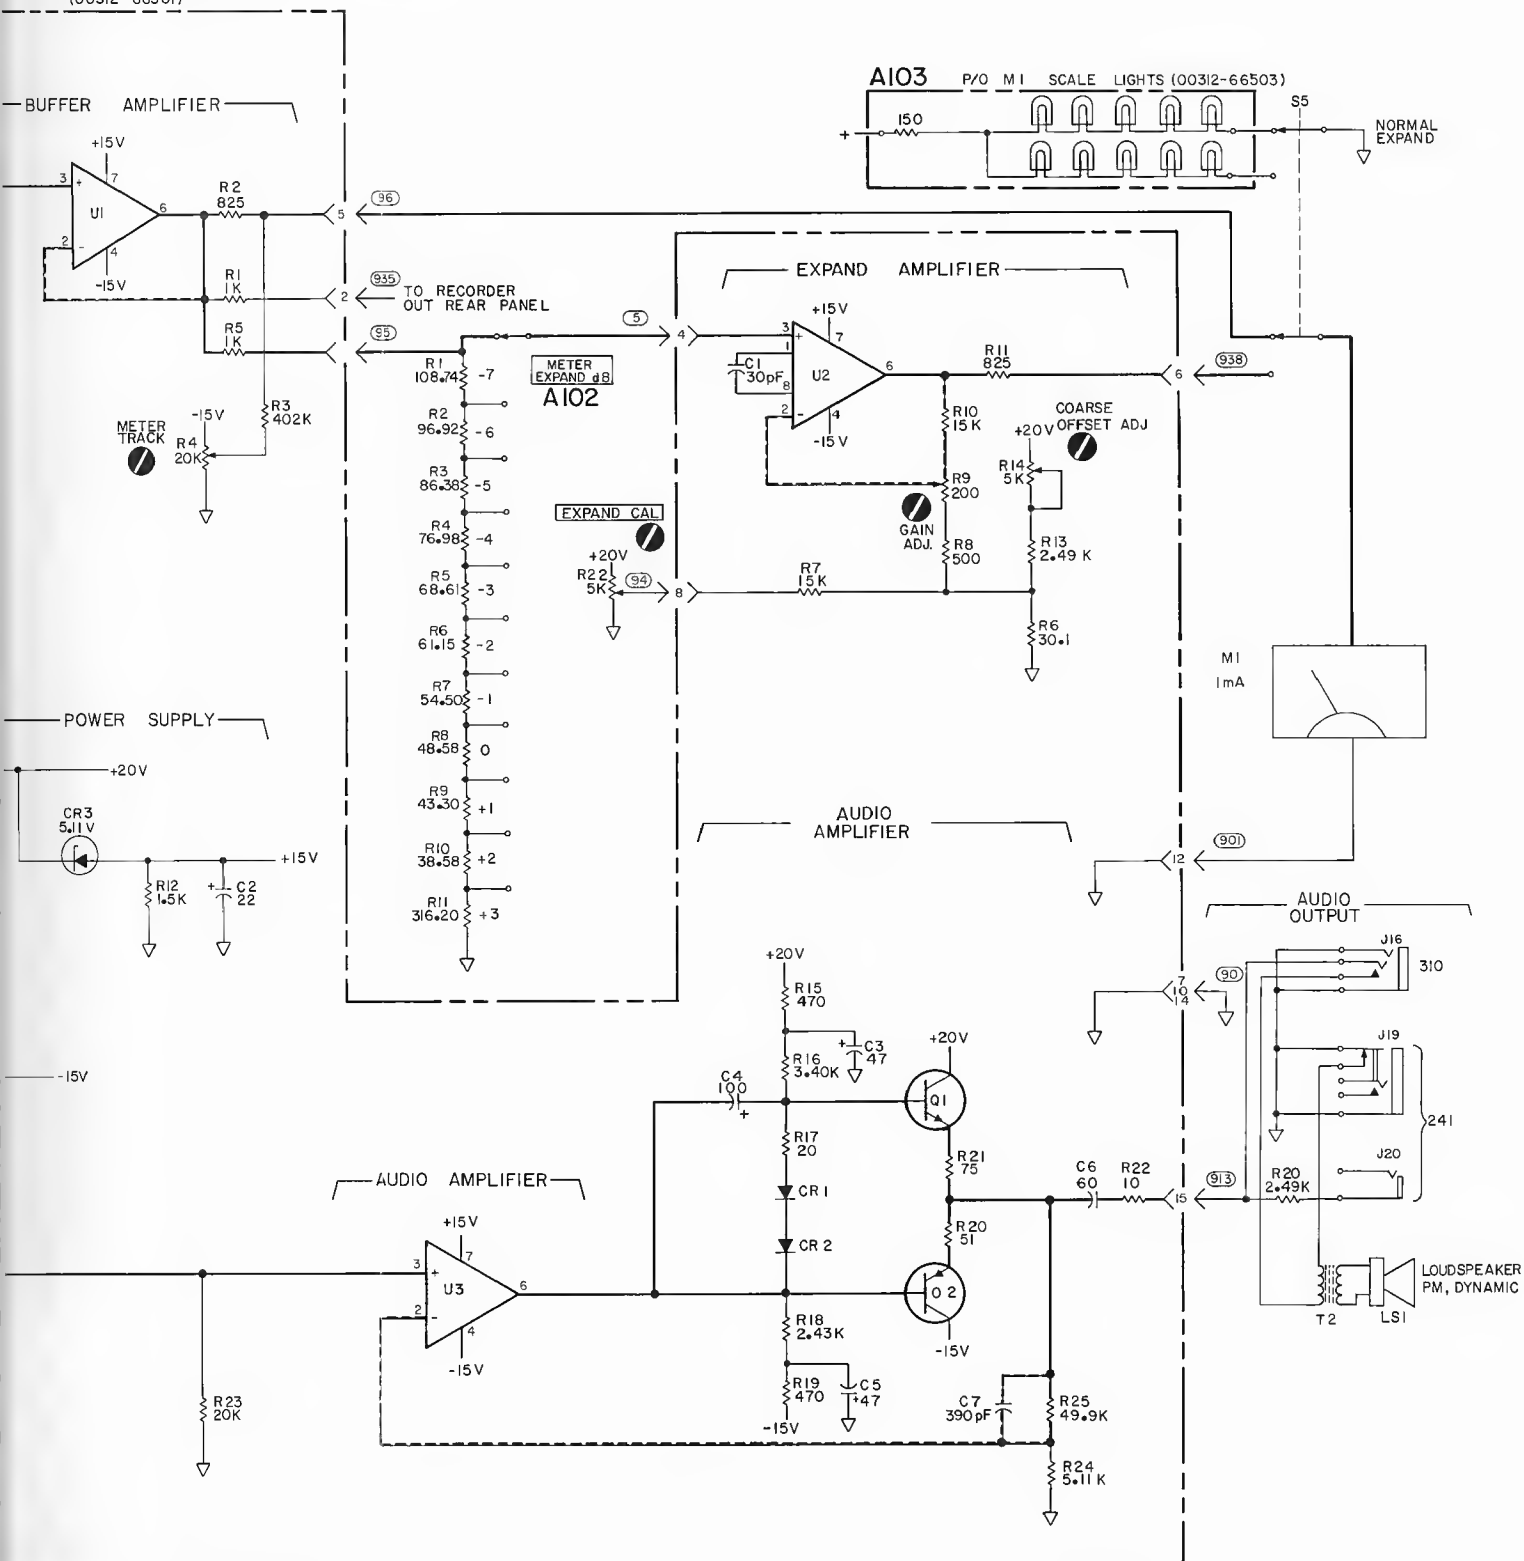 (00312-66501)
BUFFER AMPLIFIER
+15V
7
3
+
U1
6
2
-
4
-15V
R2
825
5
96
R1
1K
2
935
TO RECORDER
OUT REAR PANEL
R5
1K
95
R3
402K
-15V
METER
TRACK
R4
20K
A103 P/O M1 SCALE LIGHTS (00312-66503)
+
150
S5
NORMAL
EXPAND
R1
108.74
-7
R2
96.92
-6
R3
86.38
-5
R4
76.98
-4
R5
68.61
-3
R6
61.15
-2
R7
54.50
-1
R8
48.58
0
R9
43.30
+1
R10
38.58
+2
R11
316.20
+3
METER
EXPAND dB
A102
5
4
EXPAND AMPLIFIER
+15V
7
3
+
1
C1
30pF
8
2
-
U2
6
4
-15V
R11
825
6
938
R10
15K
R9
200
GAIN
ADJ.
R8
500
COARSE
OFFSET ADJ
+20V
R14
5K
R13
2.49K
R6
30.1
EXPAND CAL
+20V
R22
5K
94
8
R7
15K
M1
1mA
POWER SUPPLY
+20V
CR3
5.11V
+15V
R12
1.5K
+
C2
22
-15V
AUDIO
AMPLIFIER
12
901
7
10
14
90
AUDIO
OUTPUT
J16
310
J19
241
J20
R20
2.49K
913
15
LOUDSPEAKER
PM, DYNAMIC
T2
LS1
AUDIO AMPLIFIER
+15V
7
3
+
U3
6
2
-
4
-15V
R23
20K
+20V
R15
470
+
C3
47
R16
3.40K
C4
100
+
R17
20
CR1
CR2
R18
2.43K
R19
470
C5
+47
-15V
+20V
Q1
R21
75
R20
51
Q2
-15V
C6
60
R22
10
C7
390pF
R25
49.9K
R24
5.11K